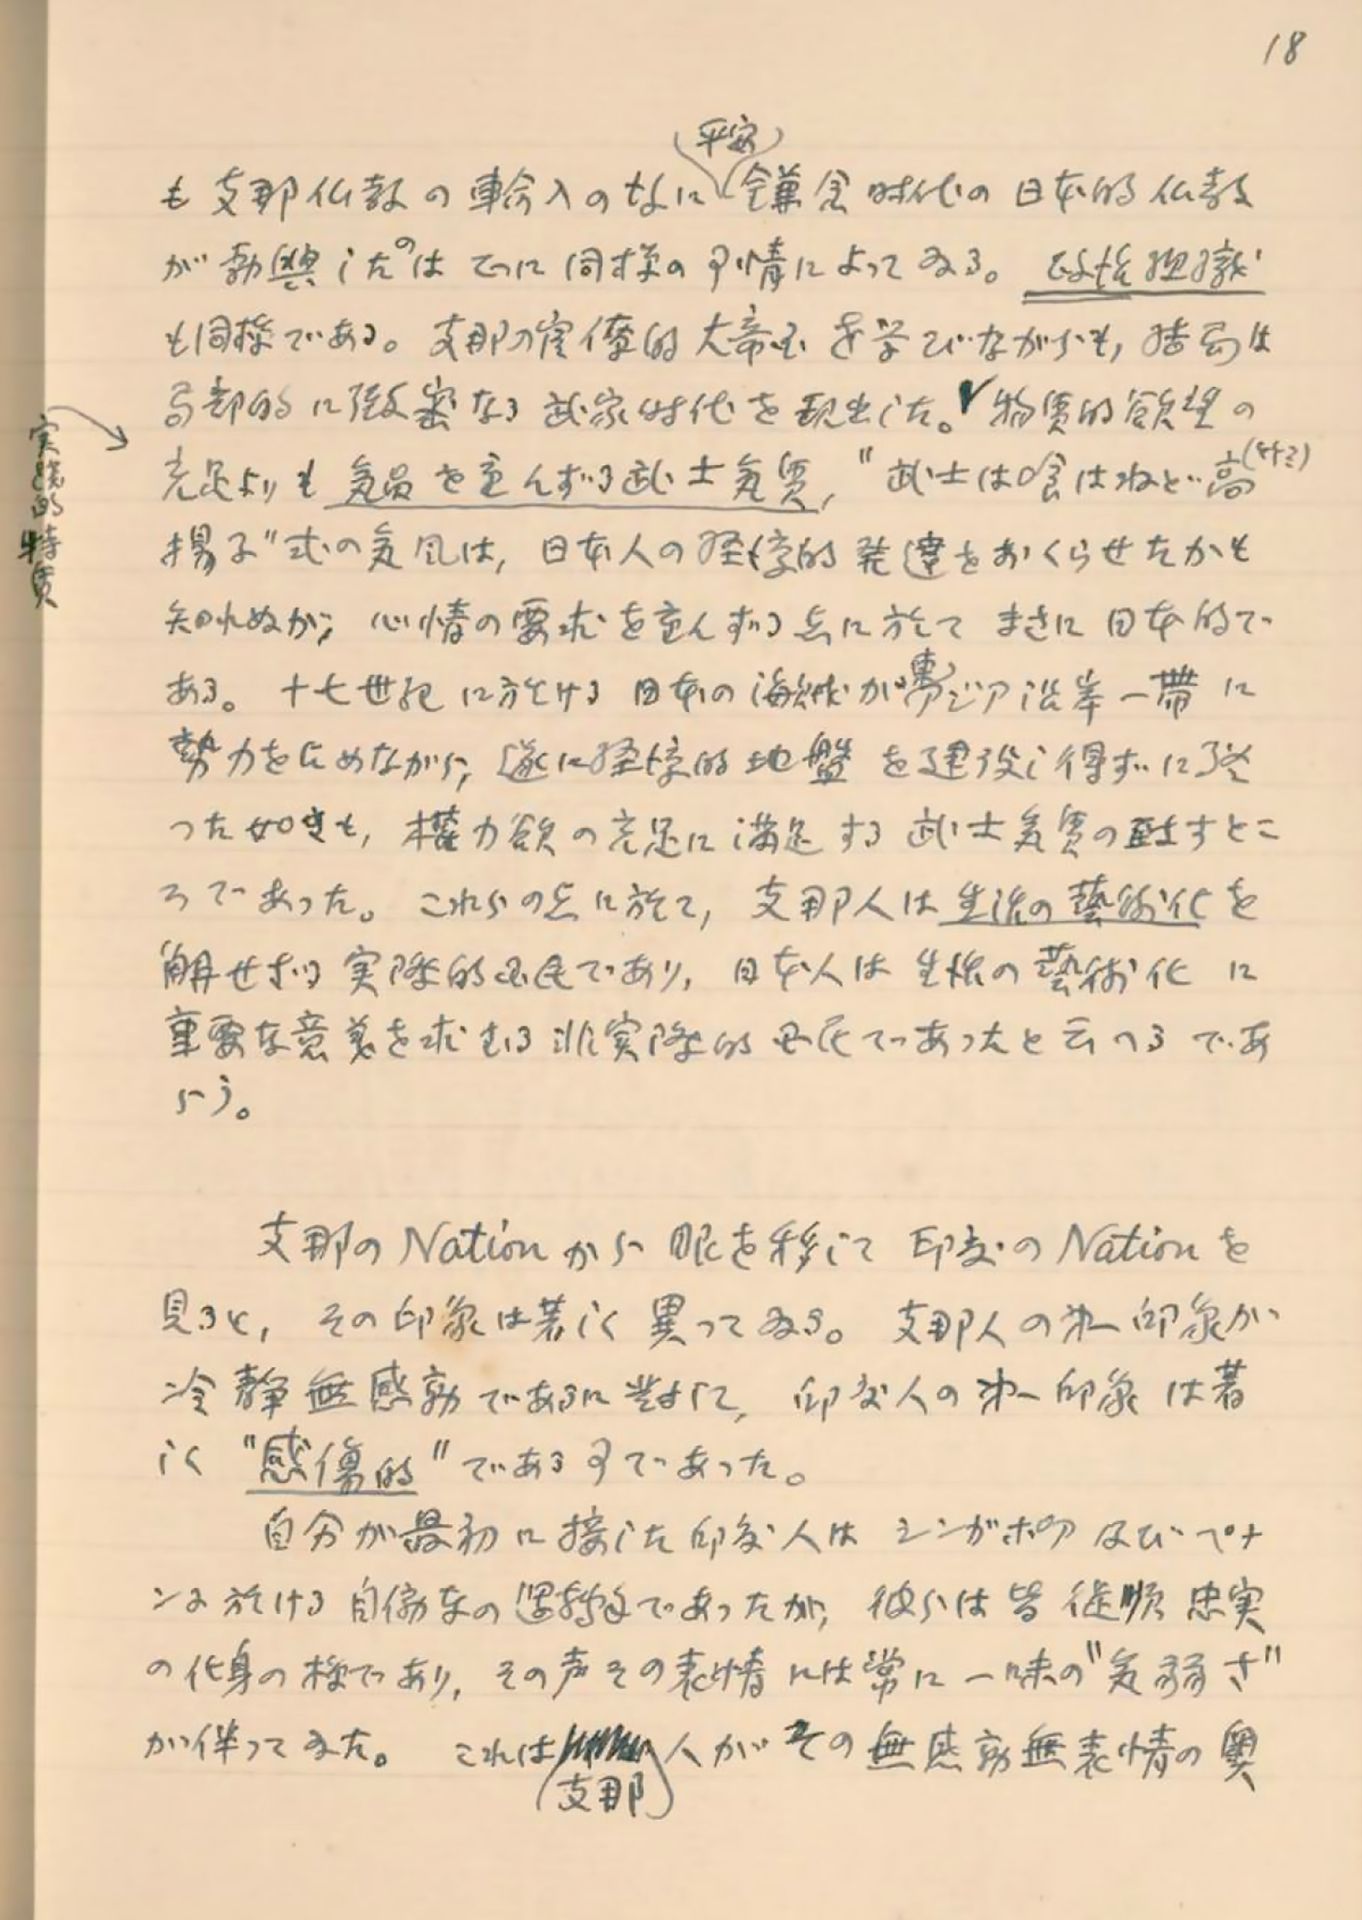 18
平安
も支那仏教の輸入のなに鎌倉時代の日本的仏教
が勃興したのは正に同様の事情によってゐる。政治組織
も同様である。支那の官僚的大帝国を学びながらも,結局は
局部的に緻密なる武家時代を現出した。物質的慾望の
実践的特質
充足よりも気品を重んずる武士気質,"武士は喰はねど高
揚子"式の気風は,日本人の経済的発達をおくらせたかも
知れぬが,心情の要求を重んずる点に於てまさに日本的で
ある。十七世紀に於ける日本の海賊が東アジア沿岸一帯に
勢力を占めながら,遂に経済的地盤を建設し得ずに終
った如きも,権力慾の充足に満足する武士気質の致すとこ
ろであった。これらの点に於て,支那人は生活の藝術化を
解せざる実際的国民であり,日本人は生活の藝術化に
重要な意義を求むる非実際的国民であったと云へるであ
らう。
支那のNationから眼を移して印度のNationを
見ると,その印象は著しく異ってゐる。支那人の第一印象が
冷静無感動であるに対して,印度人の第一印象は著
しく"感傷的"である事であった。
自分が最初に接した印度人はシンガポア及びペナ
ンに於ける自働車の運転手であったが,彼らは皆従順忠実
の化身の様であり,その声その表情には常に一味の"気弱さ"
が伴ってゐた。これは人がその無感動無表情の奥
(支那)